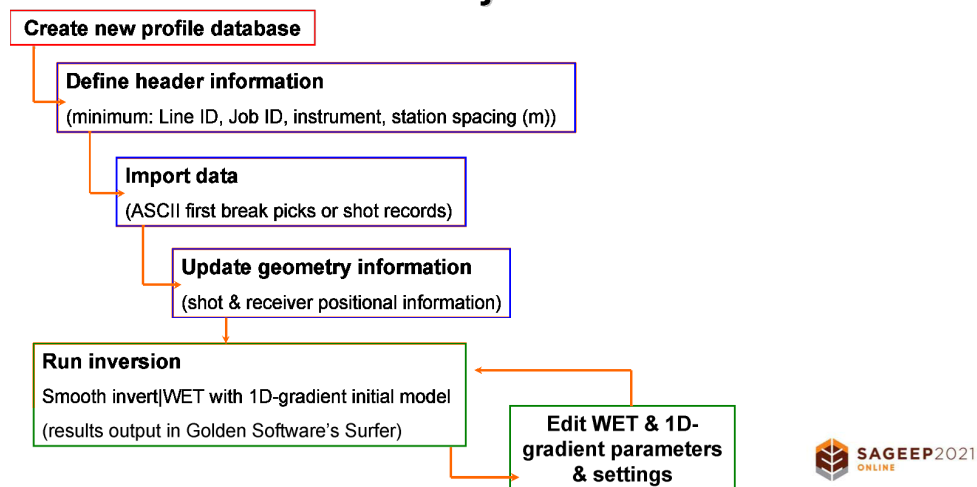 Create new profile database
Define header information
(minimum: Line ID, Job ID, instrument, station spacing (m))
Import data
(ASCII first break picks or shot records)
Update geometry information
(shot & receiver positional information)
Run inversion
Smooth invert|WET with 1D-gradient initial model
(results output in Golden Software's Surfer)
Edit WET & 1D-
gradient parameters
& settings
SAGEEP2021
ONLINE